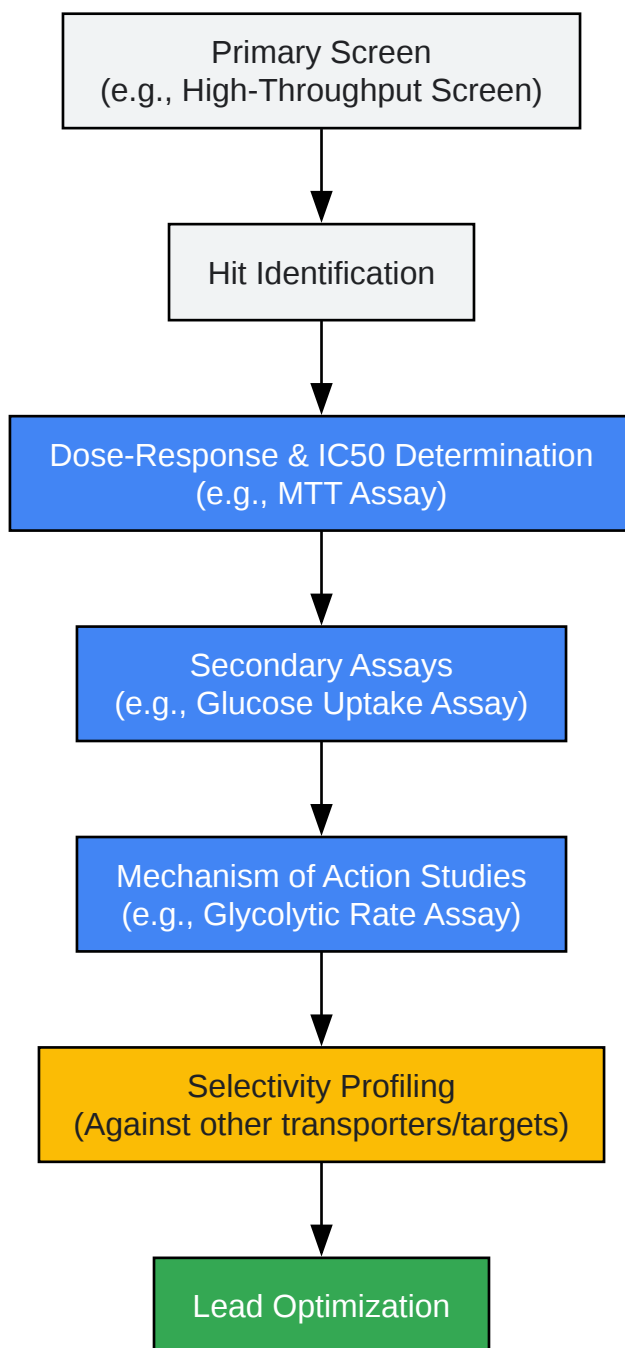 Primary Screen
(e.g., High-Throughput Screen)
Hit Identification
Dose-Response & IC50 Determination
(e.g., MTT Assay)
Secondary Assays
(e.g., Glucose Uptake Assay)
Mechanism of Action Studies
(e.g., Glycolytic Rate Assay)
Selectivity Profiling
(Against other transporters/targets)
Lead Optimization